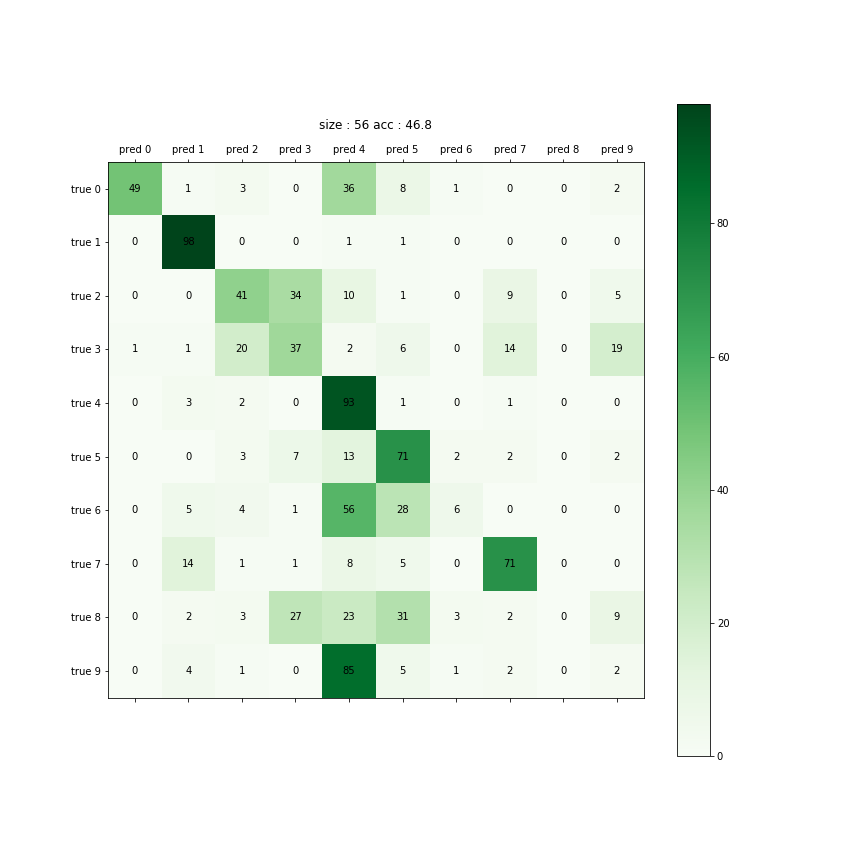 size : 56 acc : 46.8
pred 0 pred 1 pred 2 pred 3 pred 4 pred 5 pred 6 pred 7 pred 8 pred 9
true 0 49 1 3 0 36 8 1 0 0 2
true 1 0 98 0 0 1 1 0 0 0 0
true 2 0 0 41 34 10 1 0 9 0 5
true 3 1 1 20 37 2 6 0 14 0 19
true 4 0 3 2 0 93 1 0 1 0 0
true 5 0 0 3 7 13 71 2 2 0 2
true 6 0 5 4 1 56 28 6 0 0 0
true 7 0 14 1 1 8 5 0 71 0 0
true 8 0 2 3 27 23 31 3 2 0 9
true 9 0 4 1 0 85 5 1 2 0 2
80
60
40
20
0